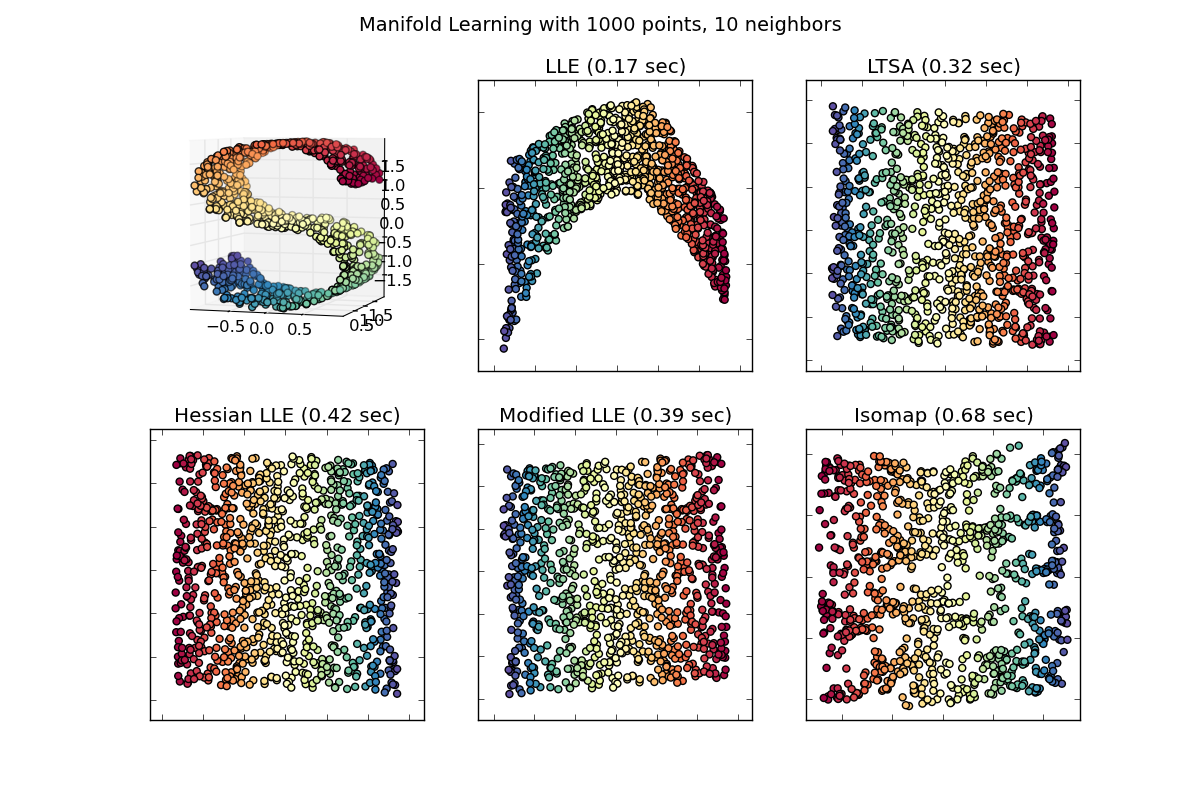 Manifold Learning with 1000 points, 10 neighbors
LLE (0.17 sec)
LTSA (0.32 sec)
1.5
1.0
0.5
0.0
−0.5
−1.0
−1.5
−0.5 0.0 0.5
Hessian LLE (0.42 sec)
Modified LLE (0.39 sec)
Isomap (0.68 sec)